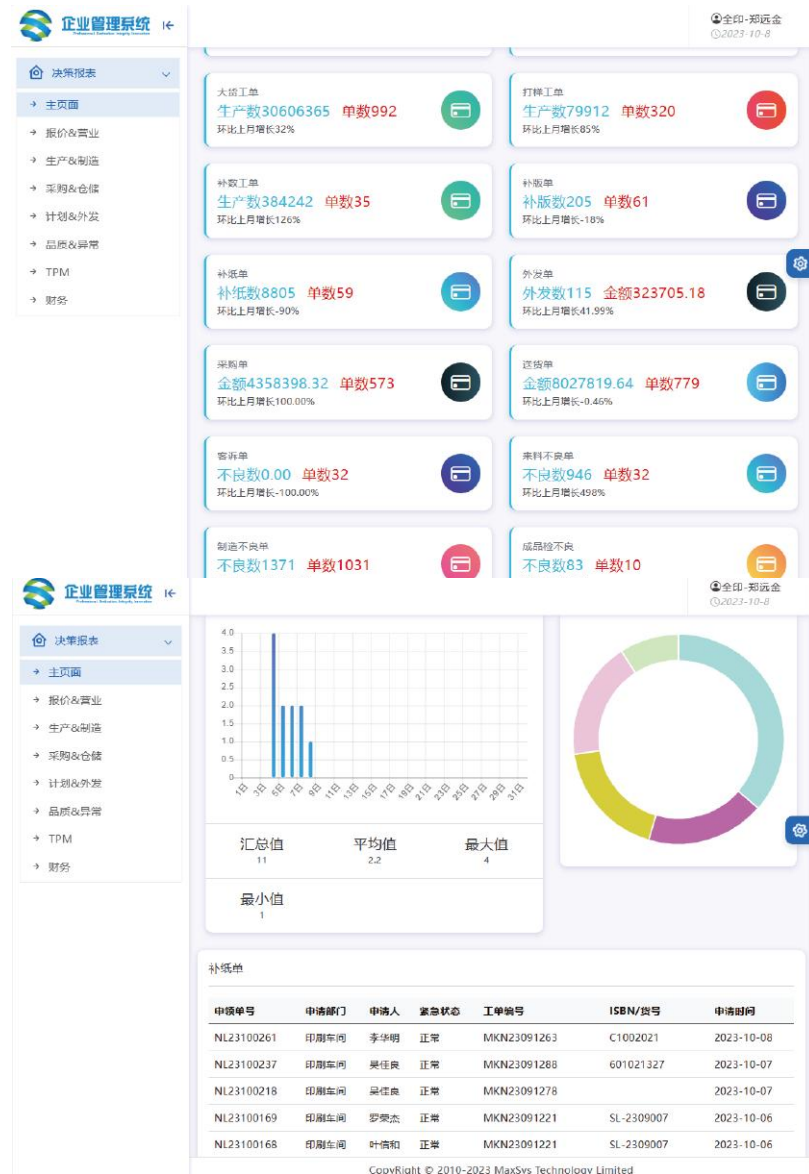 企业管理系统
全印-郑远金
2023-10-8
决策报表
主页面
报价&营业
生产&制造
采购&仓储
计划&外发
品质&异常
TPM
财务
大货工单
生产数30606365 单数992
环比上月增长32%
打样工单
生产数79912 单数320
环比上月增长85%
补数工单
生产数384242 单数35
环比上月增长126%
补版单
补版数205 单数61
环比上月增长-18%
补纸单
补纸数8805 单数59
环比上月增长-90%
外发单
外发数115 金额323705.18
环比上月增长41.99%
采购单
金额4358398.32 单数573
环比上月增长100.00%
送货单
金额8027819.64 单数779
环比上月增长-0.46%
客诉单
不良数0.00 单数32
环比上月增长-100.00%
来料不良单
不良数946 单数32
环比上月增长498%
制造不良单
不良数1371 单数1031
成品检不良
不良数83 单数10
企业管理系统
全印-郑远金
2023-10-8
决策报表
主页面
报价&营业
生产&制造
采购&仓储
计划&外发
品质&异常
TPM
财务
4.0
3.5
3.0
2.5
2.0
1.5
1.0
0.5
0
1日 3日 5日 7日 9日 11日 13日 15日 17日 19日 21日 23日 25日 27日 29日 31日
汇总值 平均值 最大值
11 2.2 4
最小值
1
补纸单
申领单号 申请部门 申请人 紧急状态 工单编号 ISBN/货号 申请时间
NL23100261 印刷车间 李华明 正常 MKN23091263 C1002021 2023-10-08
NL23100237 印刷车间 吴佳良 正常 MKN23091288 601021327 2023-10-07
NL23100218 印刷车间 吴佳良 正常 MKN23091278 2023-10-07
NL23100169 印刷车间 罗荣杰 正常 MKN23091221 SL-2309007 2023-10-06
NL23100168 印刷车间 叶信和 正常 MKN23091221 SL-2309007 2023-10-06
CopyRight © 2010-2023 MaxSys Technology Limited